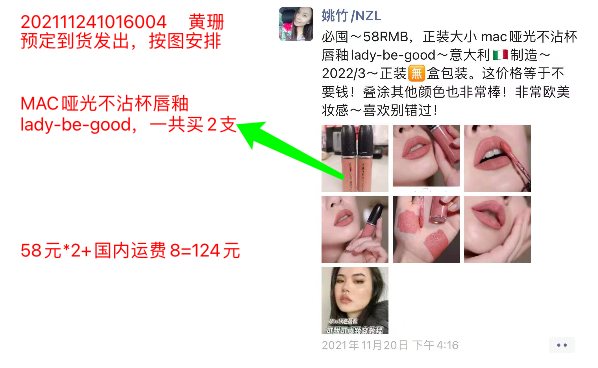 202111241016004 黄珊
预定到货发出，按图安排
MAC哑光不沾杯唇釉
lady-be-good，一共买2支
58元*2+国内运费8=124元
姚竹/NZL
必囤～58RMB，正装大小 mac哑光不沾杯
唇釉lady-be-good～意大利🇮🇹制造～
2022/3～正装🈚盒包装。这价格等于不
要钱！叠涂其他颜色也非常棒！非常欧美
妆感～喜欢别错过！
2021年11月20日 下午4:16